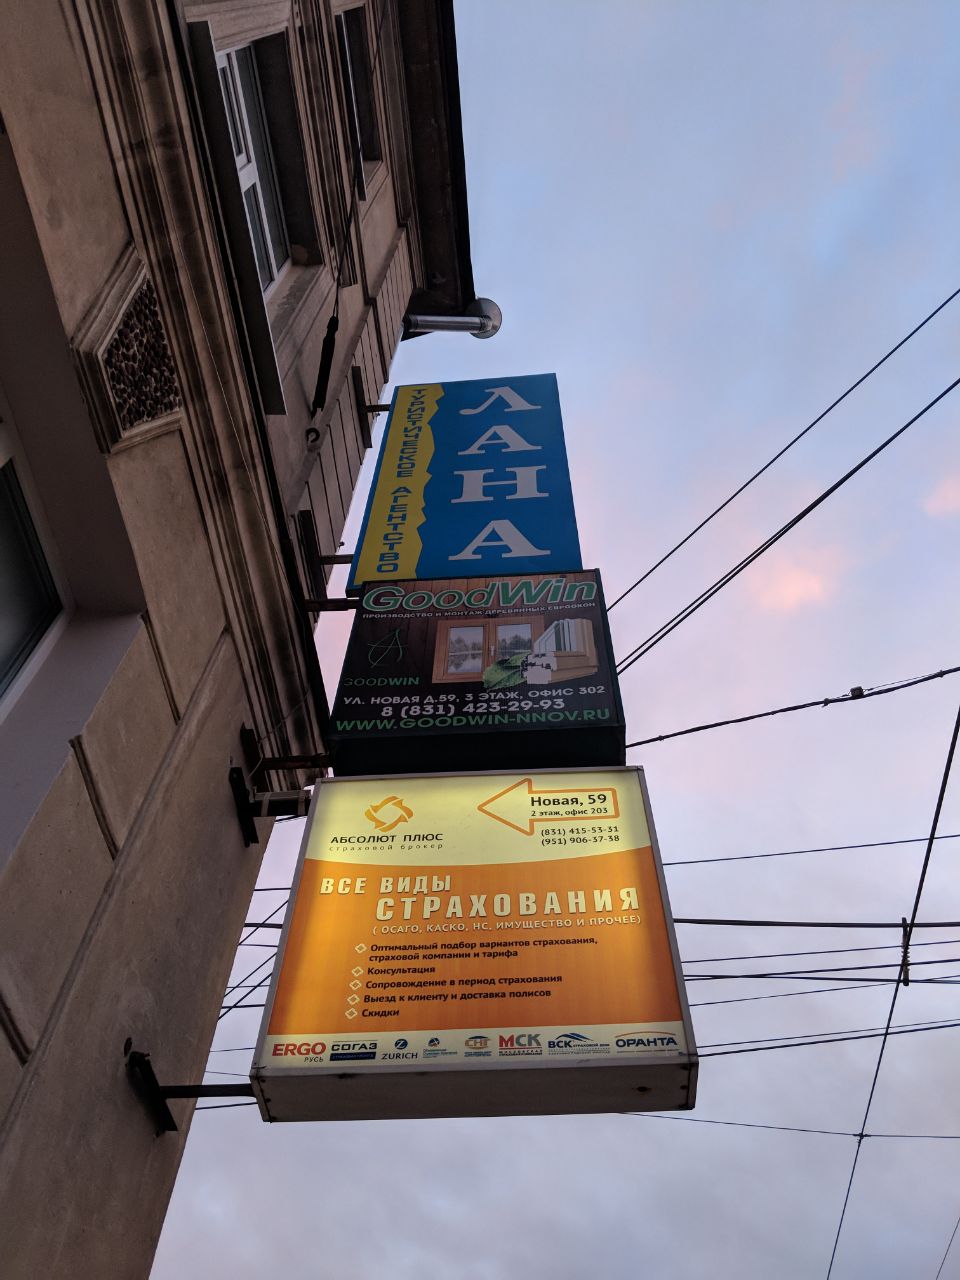 ТУРИСТИЧЕСКОЕ АГЕНТСТВО
ЛАНА
GoodWin
ПРОИЗВОДСТВО И МОНТАЖ ДЕРЕВЯННЫХ ЕВРООКОН
GOODWIN
УЛ. НОВАЯ Д.59, 3 ЭТАЖ, ОФИС 302
8 (831) 423-29-93
WWW.GOODWIN-NNOV.RU
Новая, 59
2 этаж, офис 203
(831) 415-53-31
(951) 906-37-38
АБСОЛЮТ ПЛЮС
страховой брокер
ВСЕ ВИДЫ
СТРАХОВАНИЯ
( ОСАГО, КАСКО, НС, ИМУЩЕСТВО И ПРОЧЕЕ)
Оптимальный подбор вариантов страхования,
страховой компании и тарифа
Консультация
Сопровождение в период страхования
Выезд к клиенту и доставка полисов
Скидки
ERGO
РУСЬ
СОГАЗ
ZURICH
МСК
ВСК СТРАХОВОЙ ДОМ
ОРАНТА